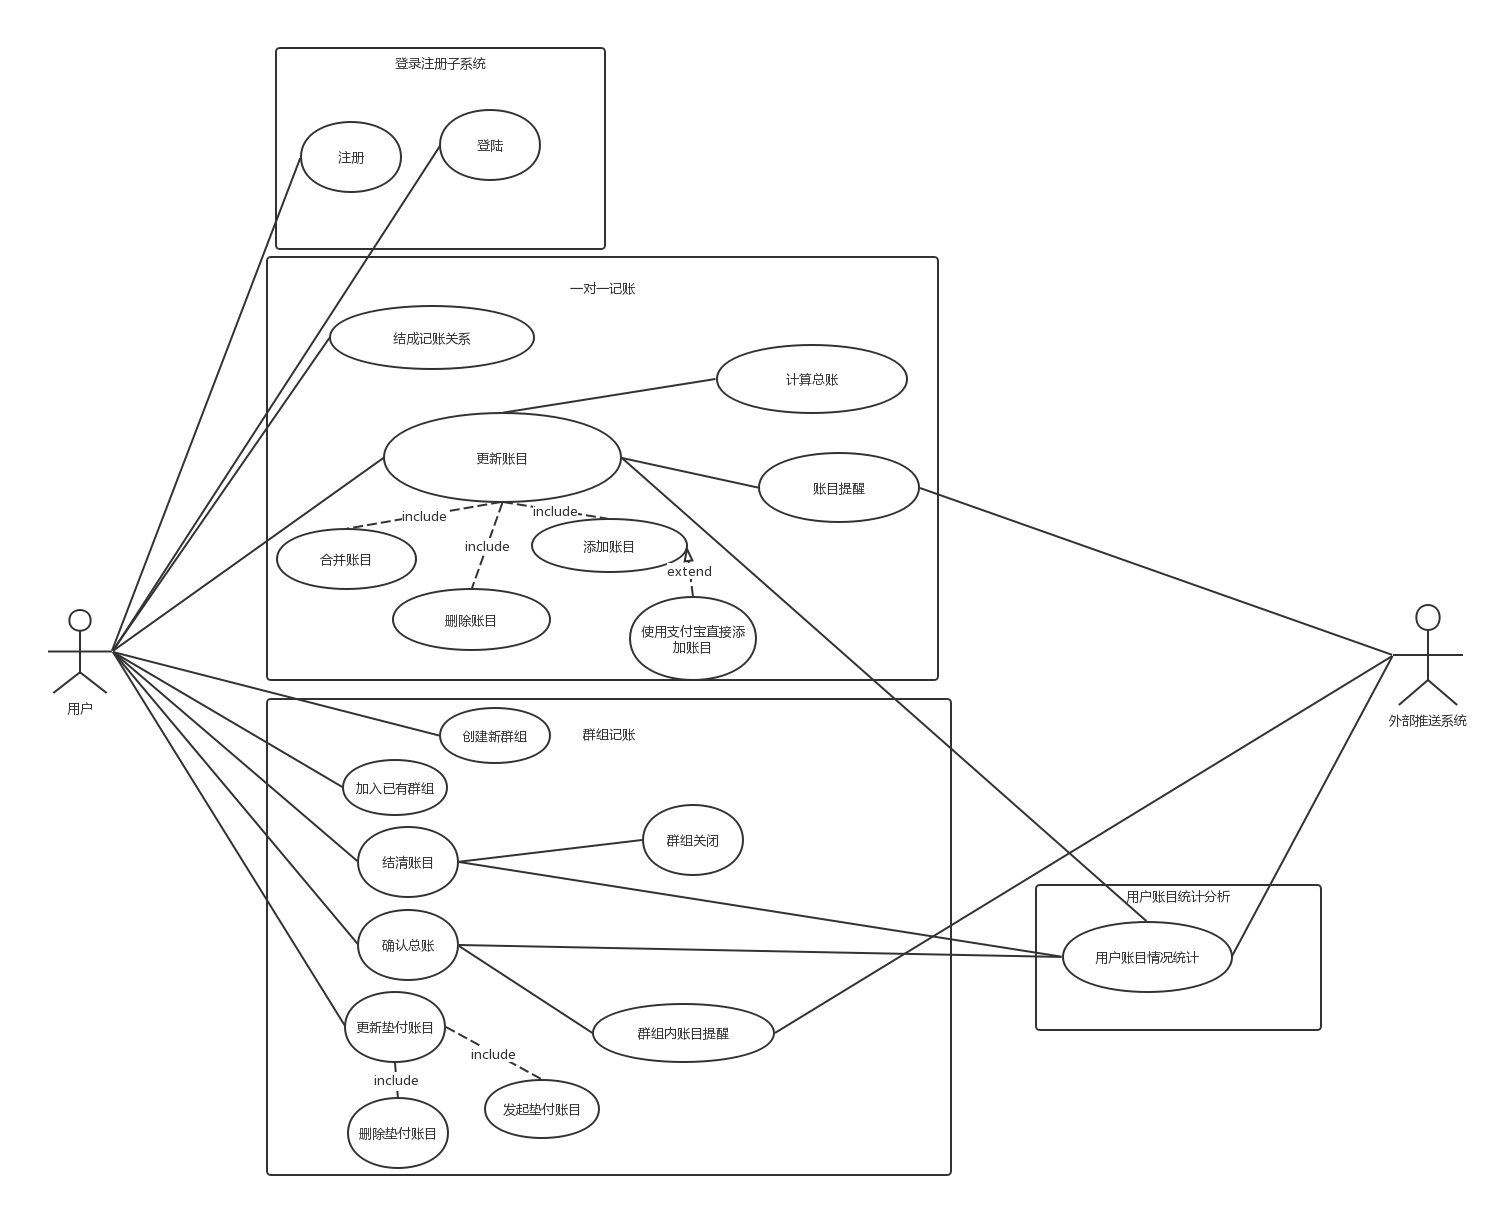 登录注册子系统
注册
登陆
一对一记账
结成记账关系
计算总账
更新账目
账目提醒
include
include
include
合并账目
添加账目
extend
删除账目
使用支付宝直接添
加账目
用户
外部推送系统
创建新群组
群组记账
加入已有群组
结清账目
群组关闭
用户账目统计分析
确认总账
用户账目情况统计
更新垫付账目
群组内账目提醒
include
include
发起垫付账目
删除垫付账目